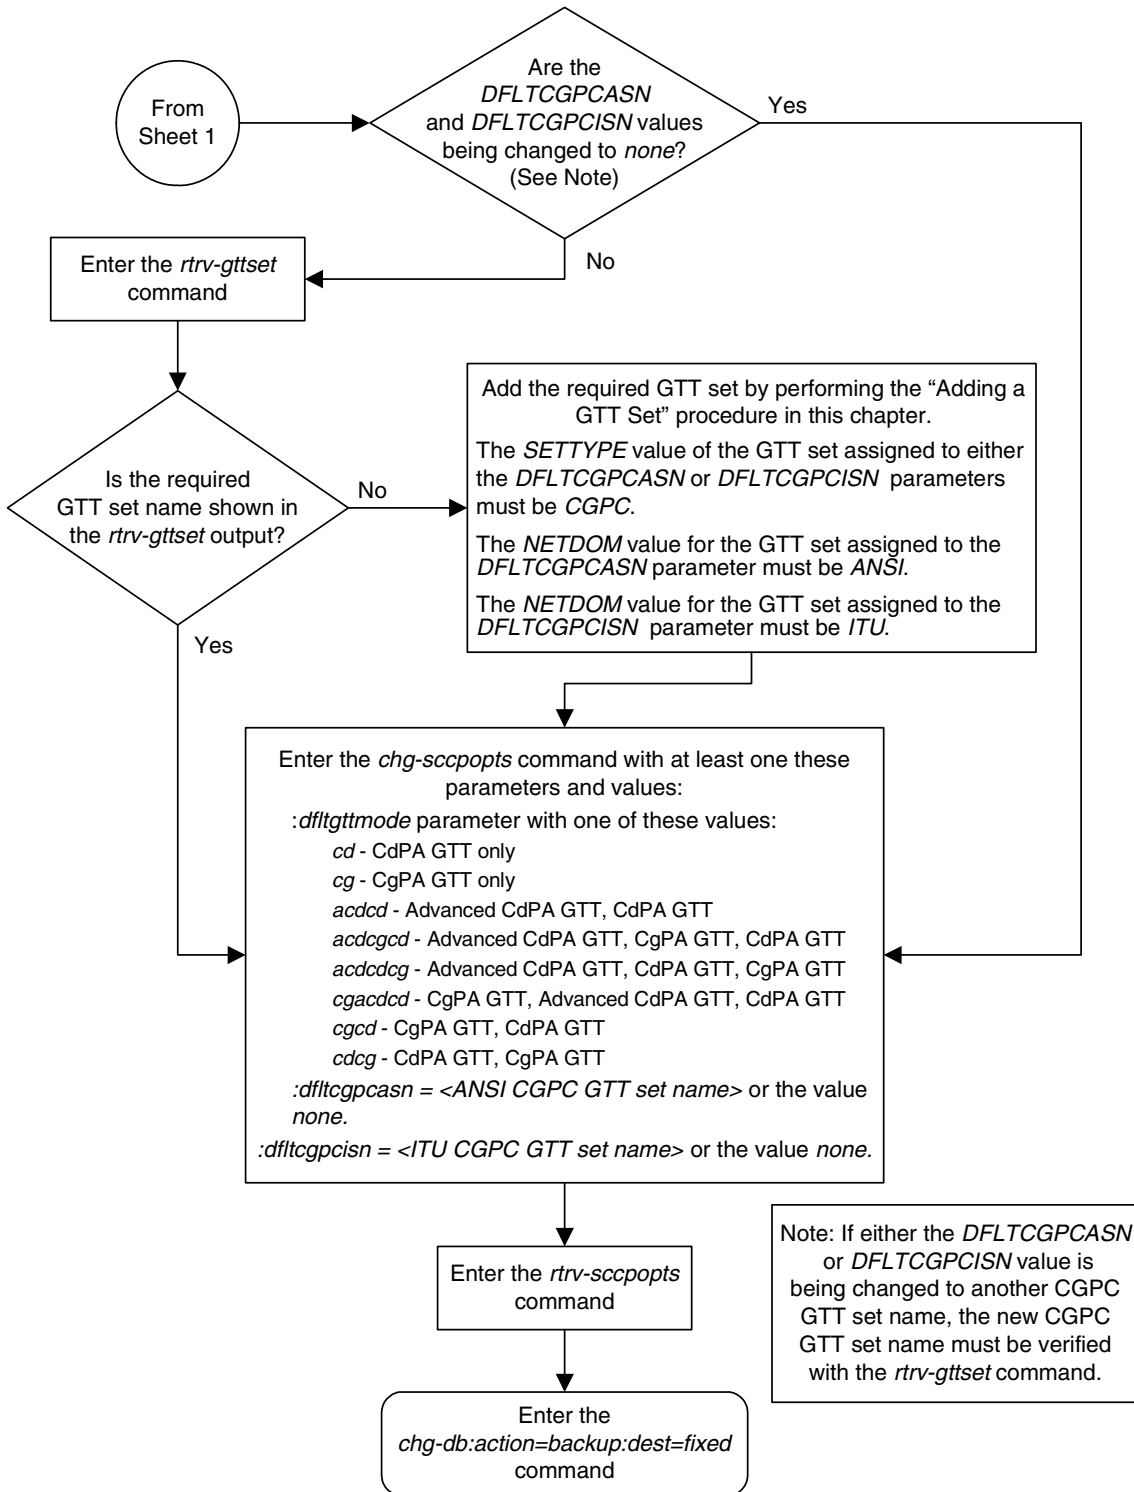 From
Sheet 1
Are the
DFLTCGPCASN
and DFLTCGPCISN values
being changed to none?
(See Note)
Yes
No
Enter the rtrv-gttset
command
Is the required
GTT set name shown in
the rtrv-gttset output?
No
Yes
Add the required GTT set by performing the “Adding a
GTT Set” procedure in this chapter.
The SETTYPE value of the GTT set assigned to either
the DFLTCGPCASN or DFLTCGPCISN parameters
must be CGPC.
The NETDOM value for the GTT set assigned to the
DFLTCGPCASN parameter must be ANSI.
The NETDOM value for the GTT set assigned to the
DFLTCGPCISN parameter must be ITU.
Enter the chg-sccpopts command with at least one these
parameters and values:
:dfltgttmode parameter with one of these values:
cd - CdPA GTT only
cg - CgPA GTT only
acdcd - Advanced CdPA GTT, CdPA GTT
acdcgcd - Advanced CdPA GTT, CgPA GTT, CdPA GTT
acdcdcg - Advanced CdPA GTT, CdPA GTT, CgPA GTT
cgacdcd - CgPA GTT, Advanced CdPA GTT, CdPA GTT
cgcd - CgPA GTT, CdPA GTT
cdcg - CdPA GTT, CgPA GTT
:dfltcgpcasn = <ANSI CGPC GTT set name> or the value
none.
:dfltcgpcisn = <ITU CGPC GTT set name> or the value none.
Enter the rtrv-sccpopts
command
Enter the
chg-db:action=backup:dest=fixed
command
Note: If either the DFLTCGPCASN
or DFLTCGPCISN value is
being changed to another CGPC
GTT set name, the new CGPC
GTT set name must be verified
with the rtrv-gttset command.